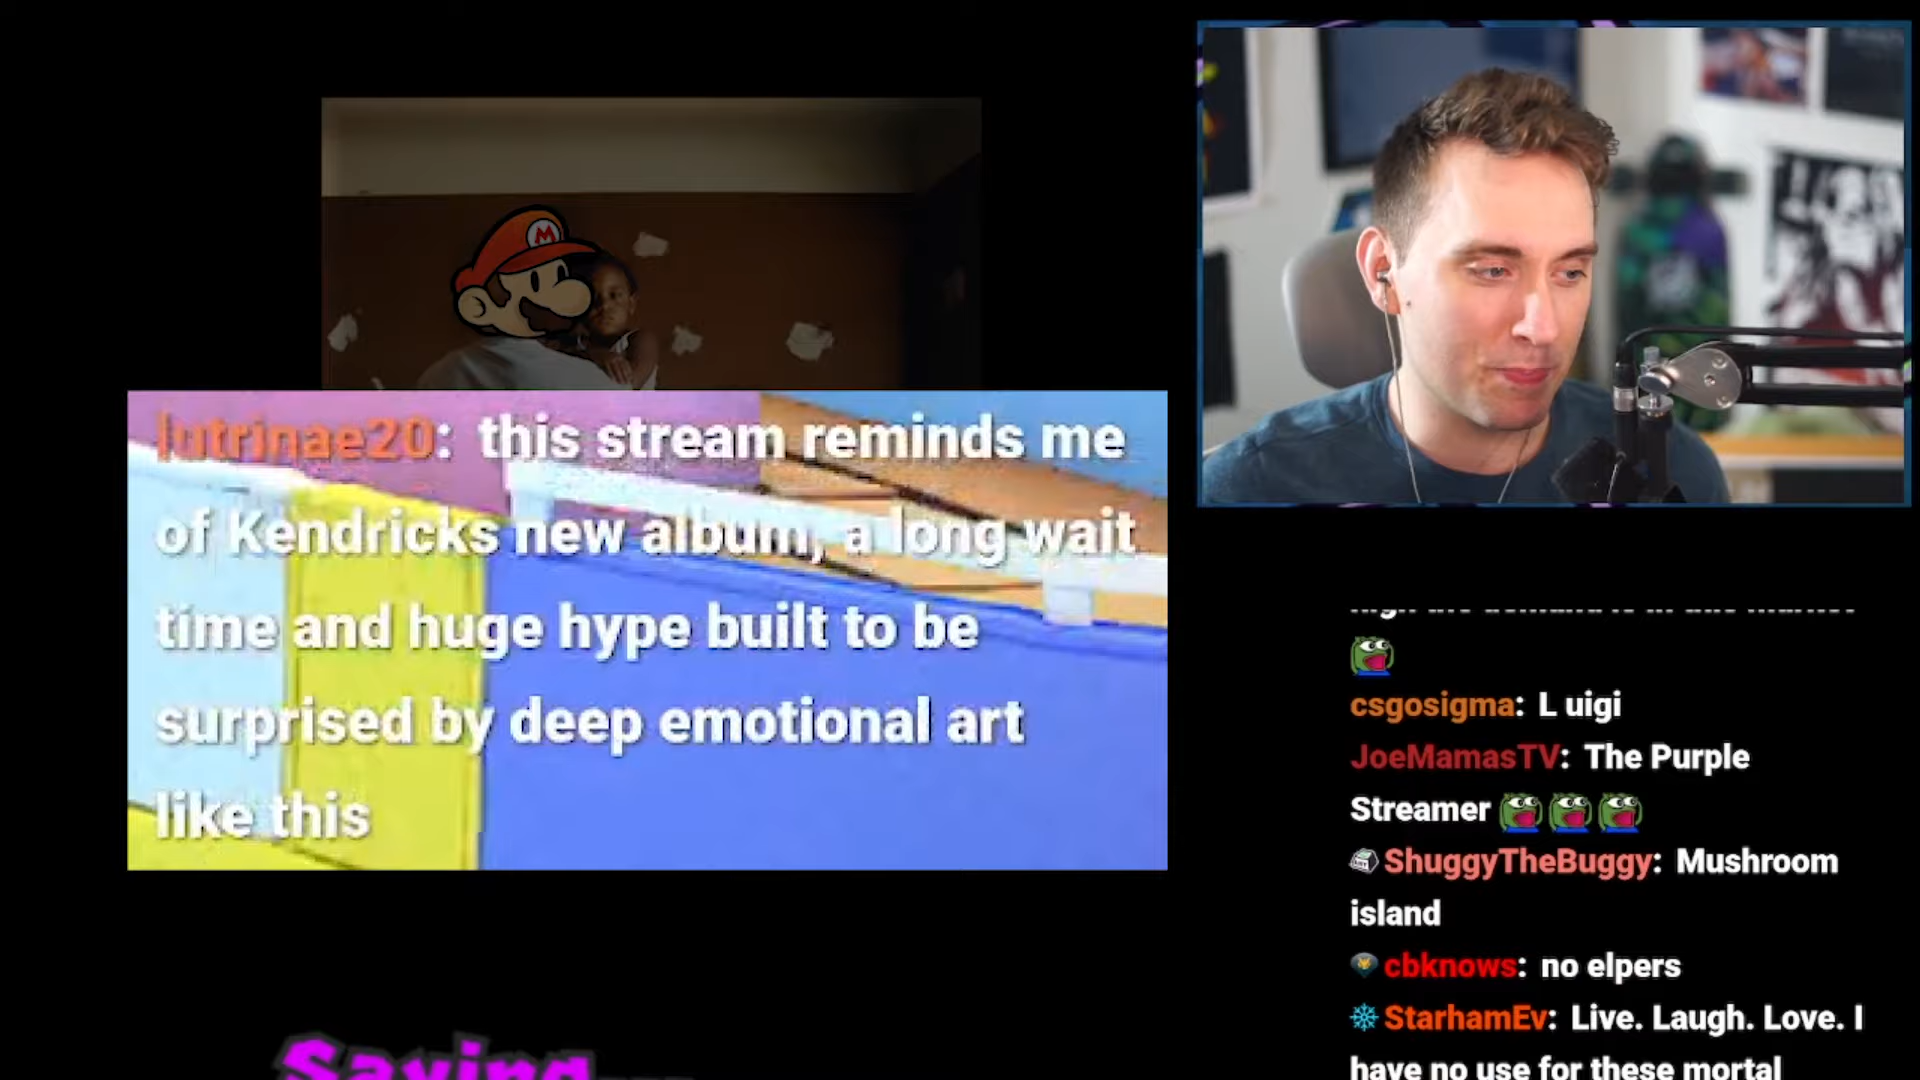 lutrinae20: this stream reminds me
of Kendricks new album, a long wait
time and huge hype built to be
surprised by deep emotional art
like this
M
csgosigma: L uigi
JoeMamasTV: The Purple
Streamer
ShuggyTheBuggy: Mushroom
island
cbknows: no elpers
StarhamEv: Live. Laugh. Love. I
have no use for these mortal
Saving